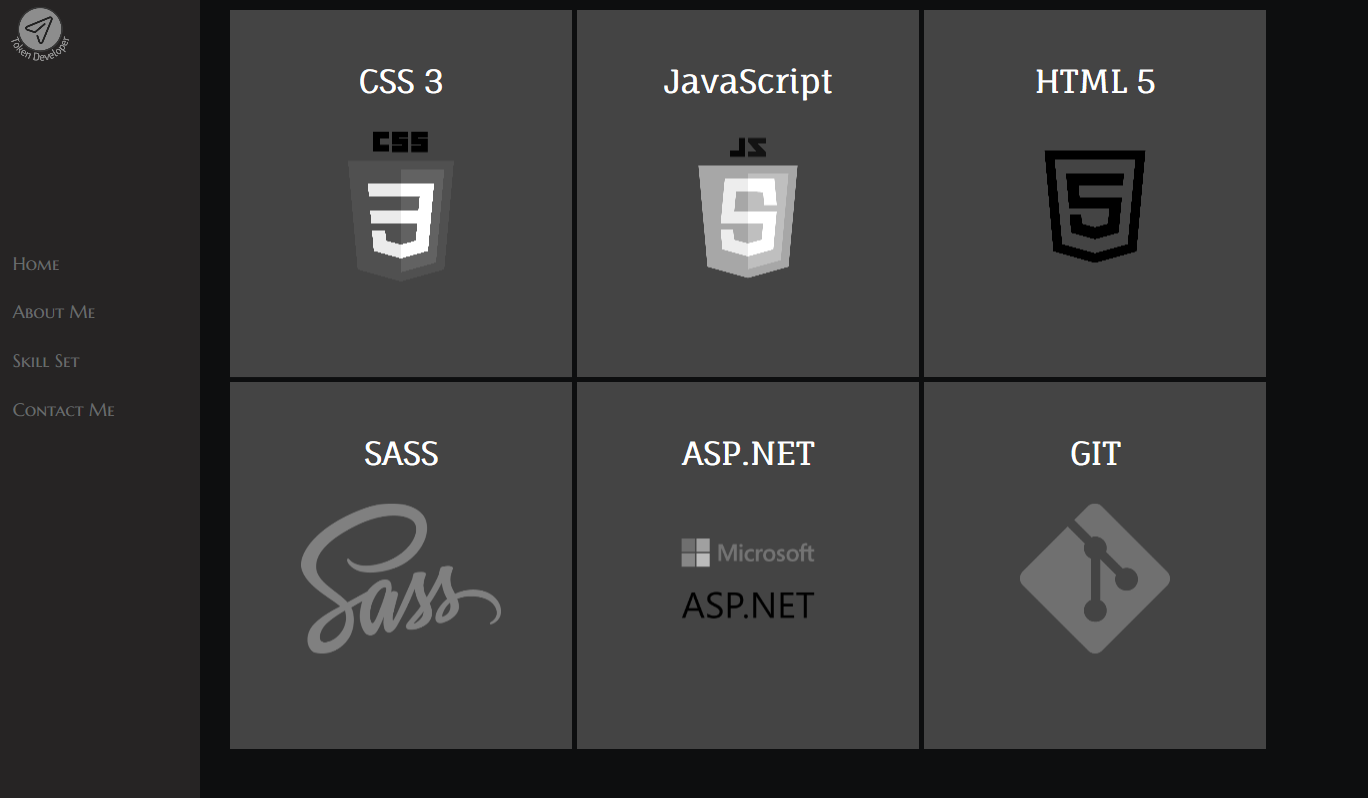 Token Developer
Home
About Me
Skill Set
Contact Me
CSS 3
CSS
3
JavaScript
JS
5
HTML 5
5
SASS
Sass
ASP.NET
Microsoft
ASP.NET
GIT